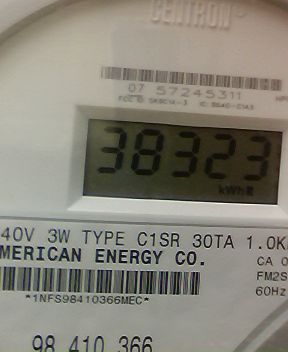 CENTRON
07 57245311
38323
kWhR
40V 3W TYPE C1SR 30TA 1.0K
MERICAN ENERGY CO.
CA 0
FM2S
60Hz
*1NFS98410366MEC*
98 410 366